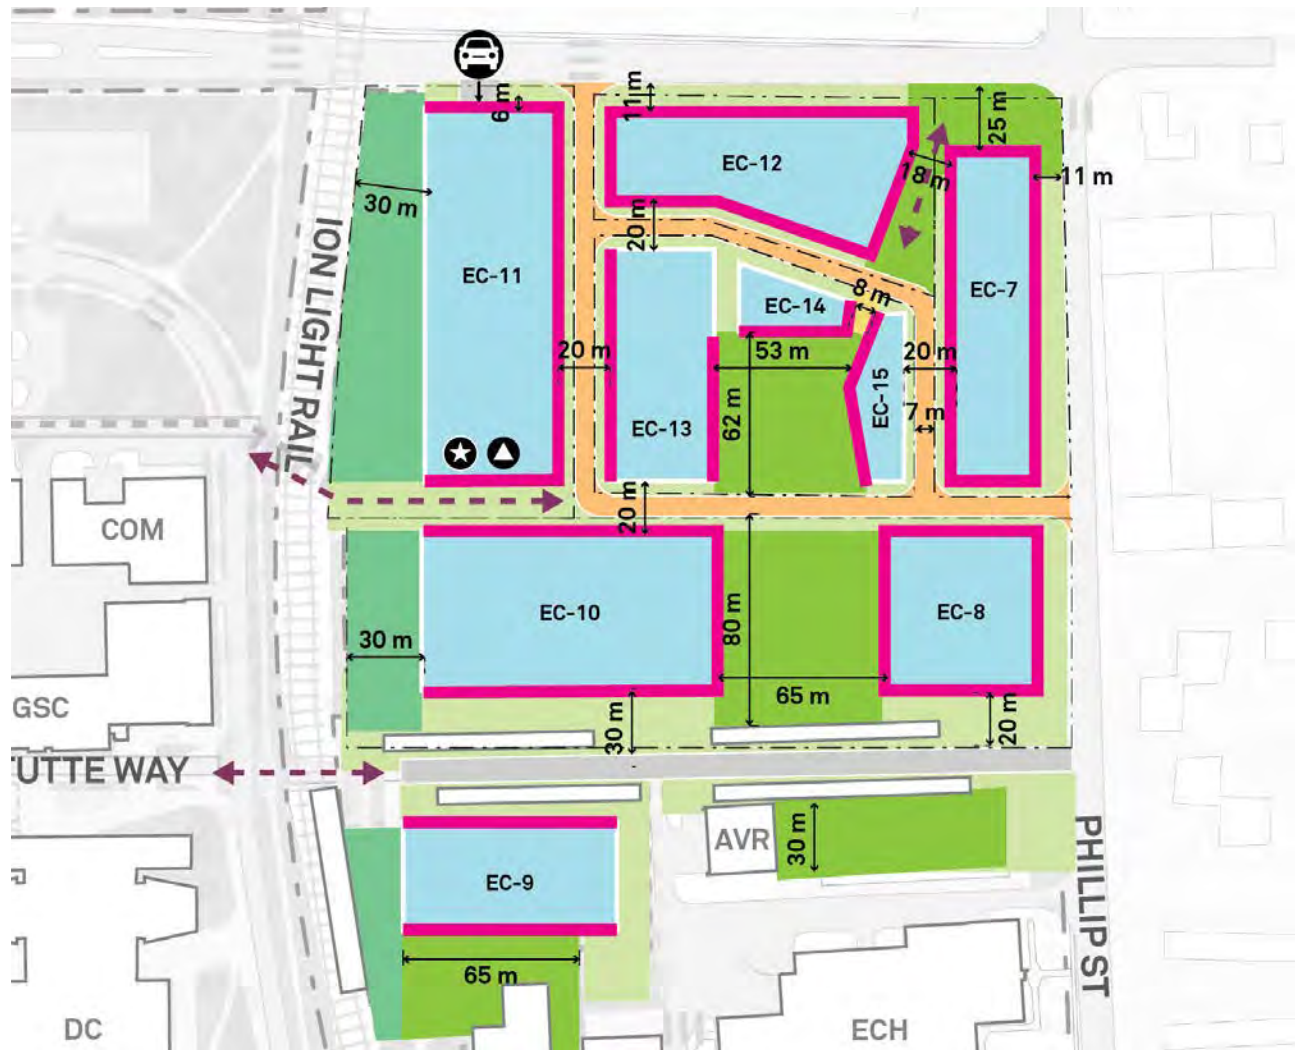 6 m
11 m
25 m
EC-12
18 m
11 m
30 m
20 m
ION LIGHT RAIL
EC-11
EC-7
EC-14
8 m
20 m
53 m
20 m
EC-15
62 m
7 m
EC-13
20 m
COM
EC-10
EC-8
80 m
30 m
65 m
GSC
30 m
20 m
UTTE WAY
AVR
30 m
PHILLIP ST
EC-9
65 m
DC
ECH